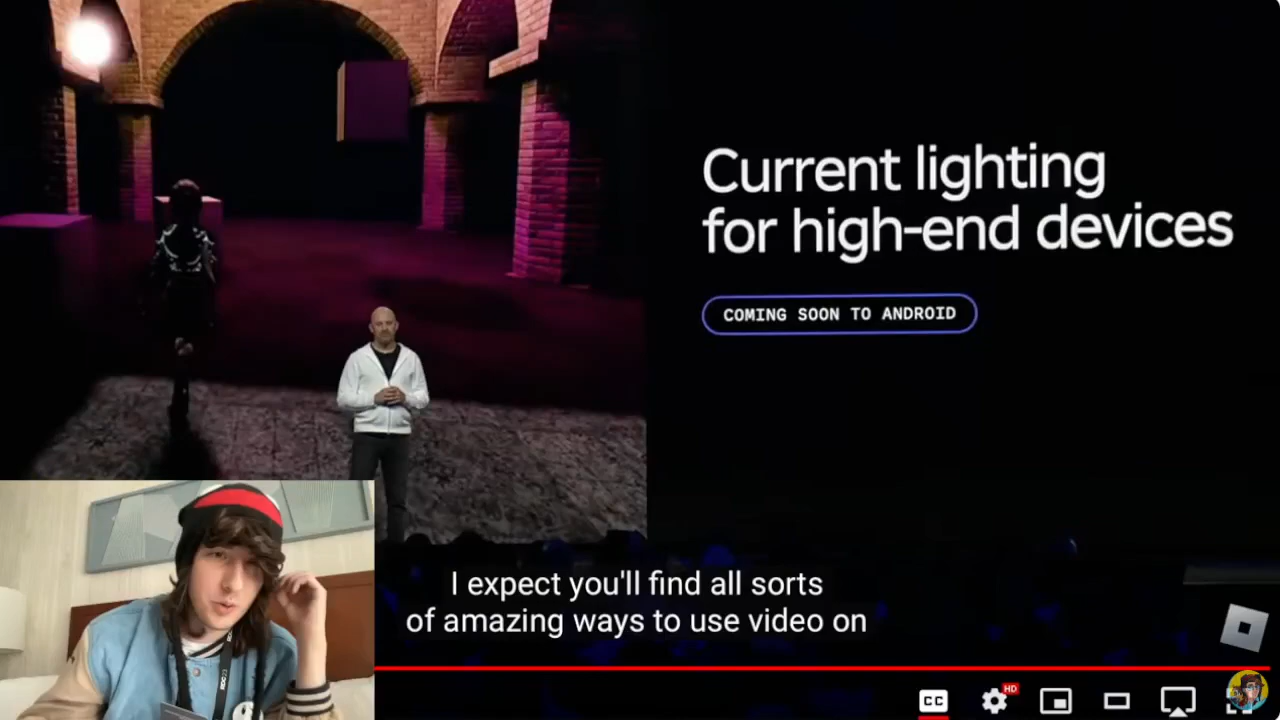 Current lighting
for high-end devices
COMING SOON TO ANDROID
I expect you'll find all sorts
of amazing ways to use video on
CC
HD